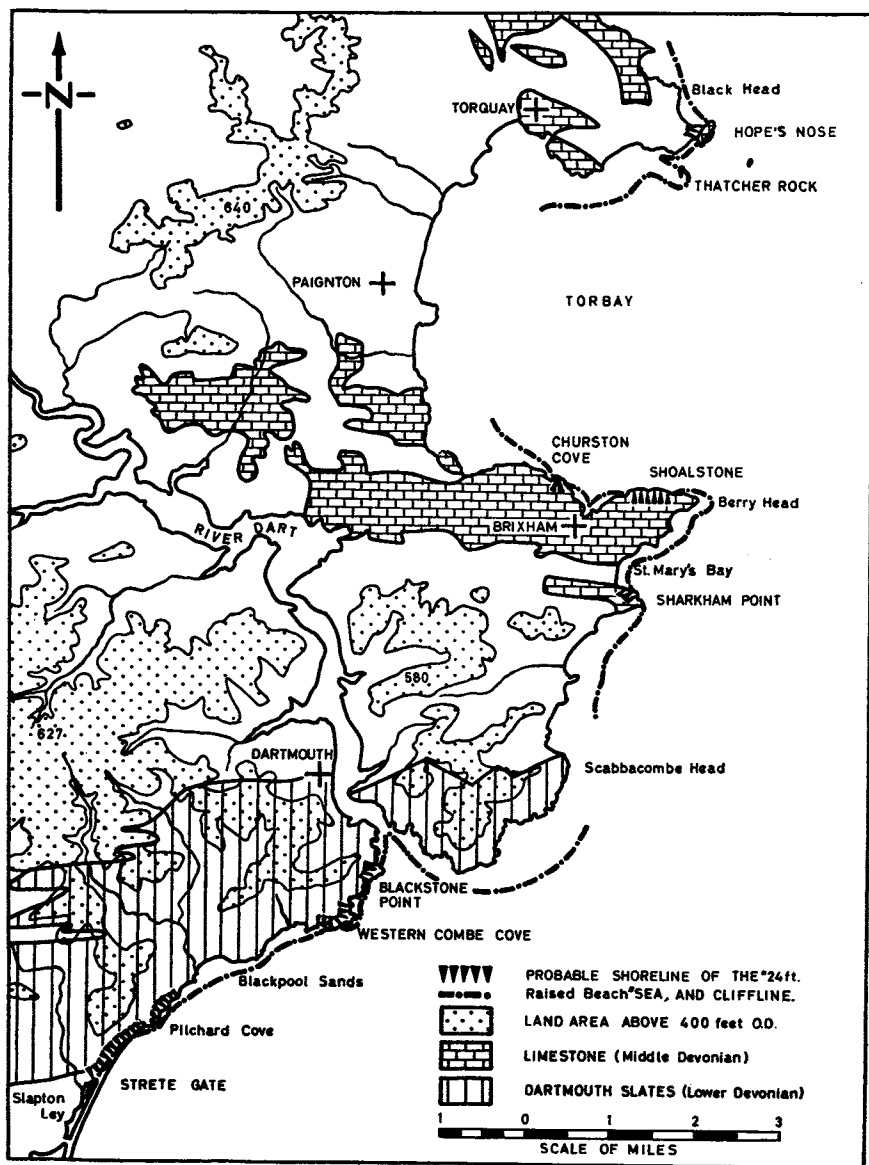 N
Black Head
TORQUAY
HOPE'S NOSE
THATCHER ROCK
640
PAIGNTON
TORBAY
CHURSTON
COVE
SHOALSTONE
Berry Head
BRIXHAM
RIVER DART
St. Mary's Bay
SHARKHAM POINT
580
627
DARTMOUTH
Scabbacombe Head
BLACKSTONE
POINT
WESTERN COMBE COVE
Blackpool Sands
Pilchard Cove
STRETE GATE
Slapton
Ley
PROBABLE SHORELINE OF THE "24ft.
Raised Beach" SEA, AND CLIFFLINE.
LAND AREA ABOVE 400 feet O.D.
LIMESTONE (Middle Devonian)
DARTMOUTH SLATES (Lower Devonian)
1 0 1 2 3
SCALE OF MILES